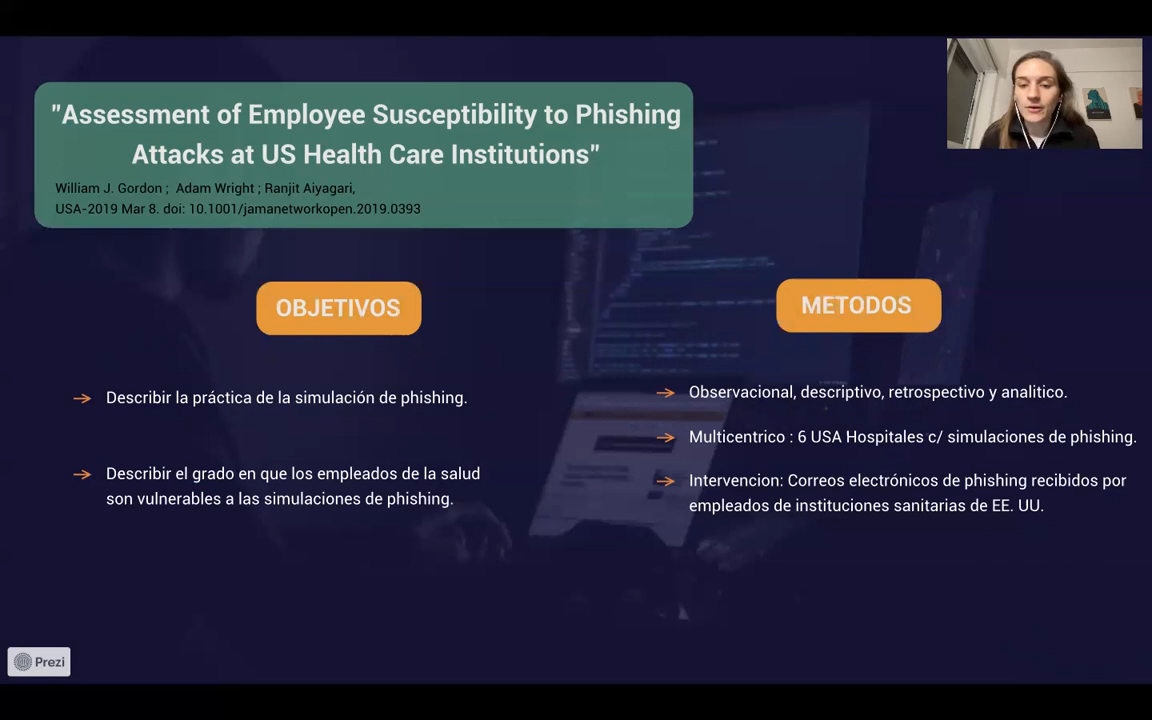 "Assessment of Employee Susceptibility to Phishing
Attacks at US Health Care Institutions"
William J. Gordon ; Adam Wright ; Ranjit Aiyagari,
USA-2019 Mar 8. doi: 10.1001/jamanetworkopen.2019.0393
OBJETIVOS
Describir la práctica de la simulación de phishing.
Describir el grado en que los empleados de la salud
son vulnerables a las simulaciones de phishing.
METODOS
Observacional, descriptivo, retrospectivo y analitico.
Multicentrico : 6 USA Hospitales c/ simulaciones de phishing.
Intervencion: Correos electrónicos de phishing recibidos por
empleados de instituciones sanitarias de EE. UU.
Prezi